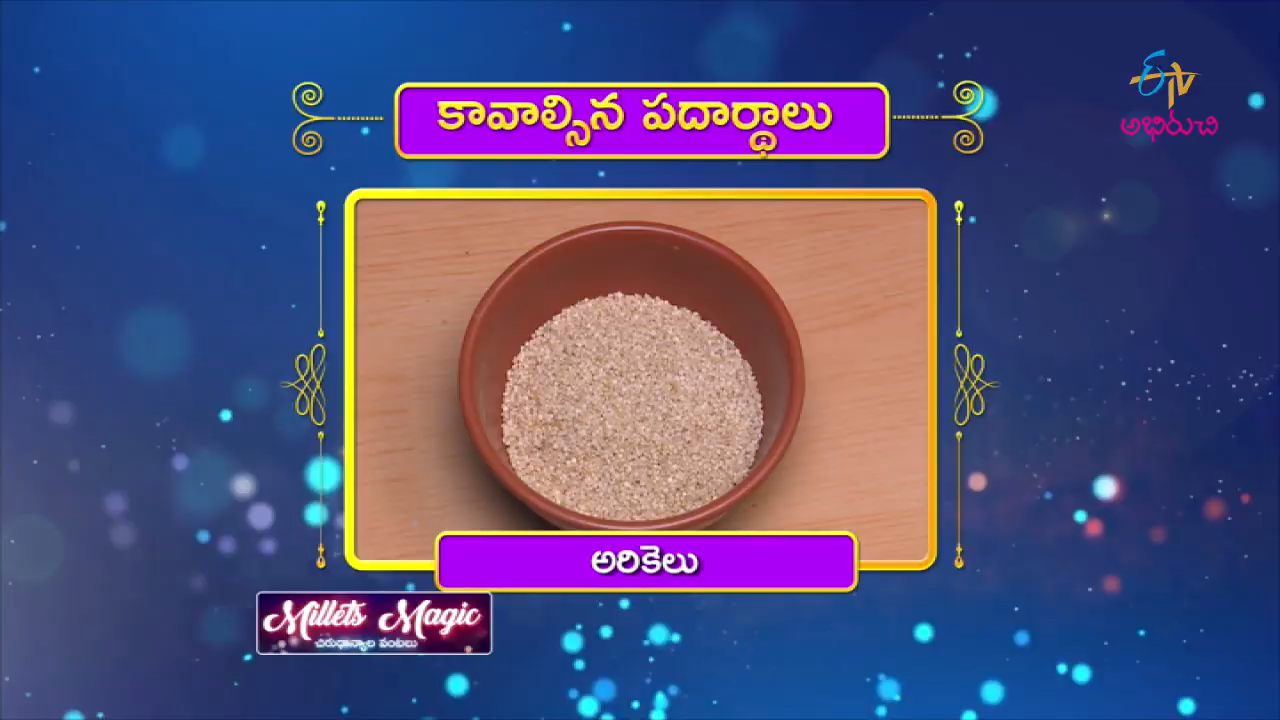 కావాల్సిన పదార్థాలు
ETV
అభిరుచి
అరికెలు
Millets Magic
చిరుధాన్యాల వంటలు